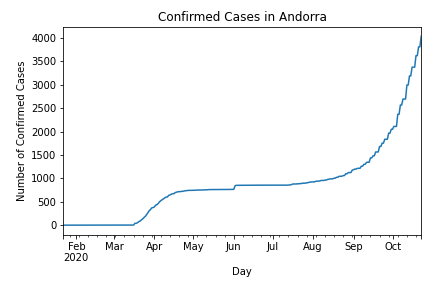 Confirmed Cases in Andorra
Number of Confirmed Cases
4000
3500
3000
2500
2000
1500
1000
500
0
Feb Mar Apr May Jun Jul Aug Sep Oct
2020
Day